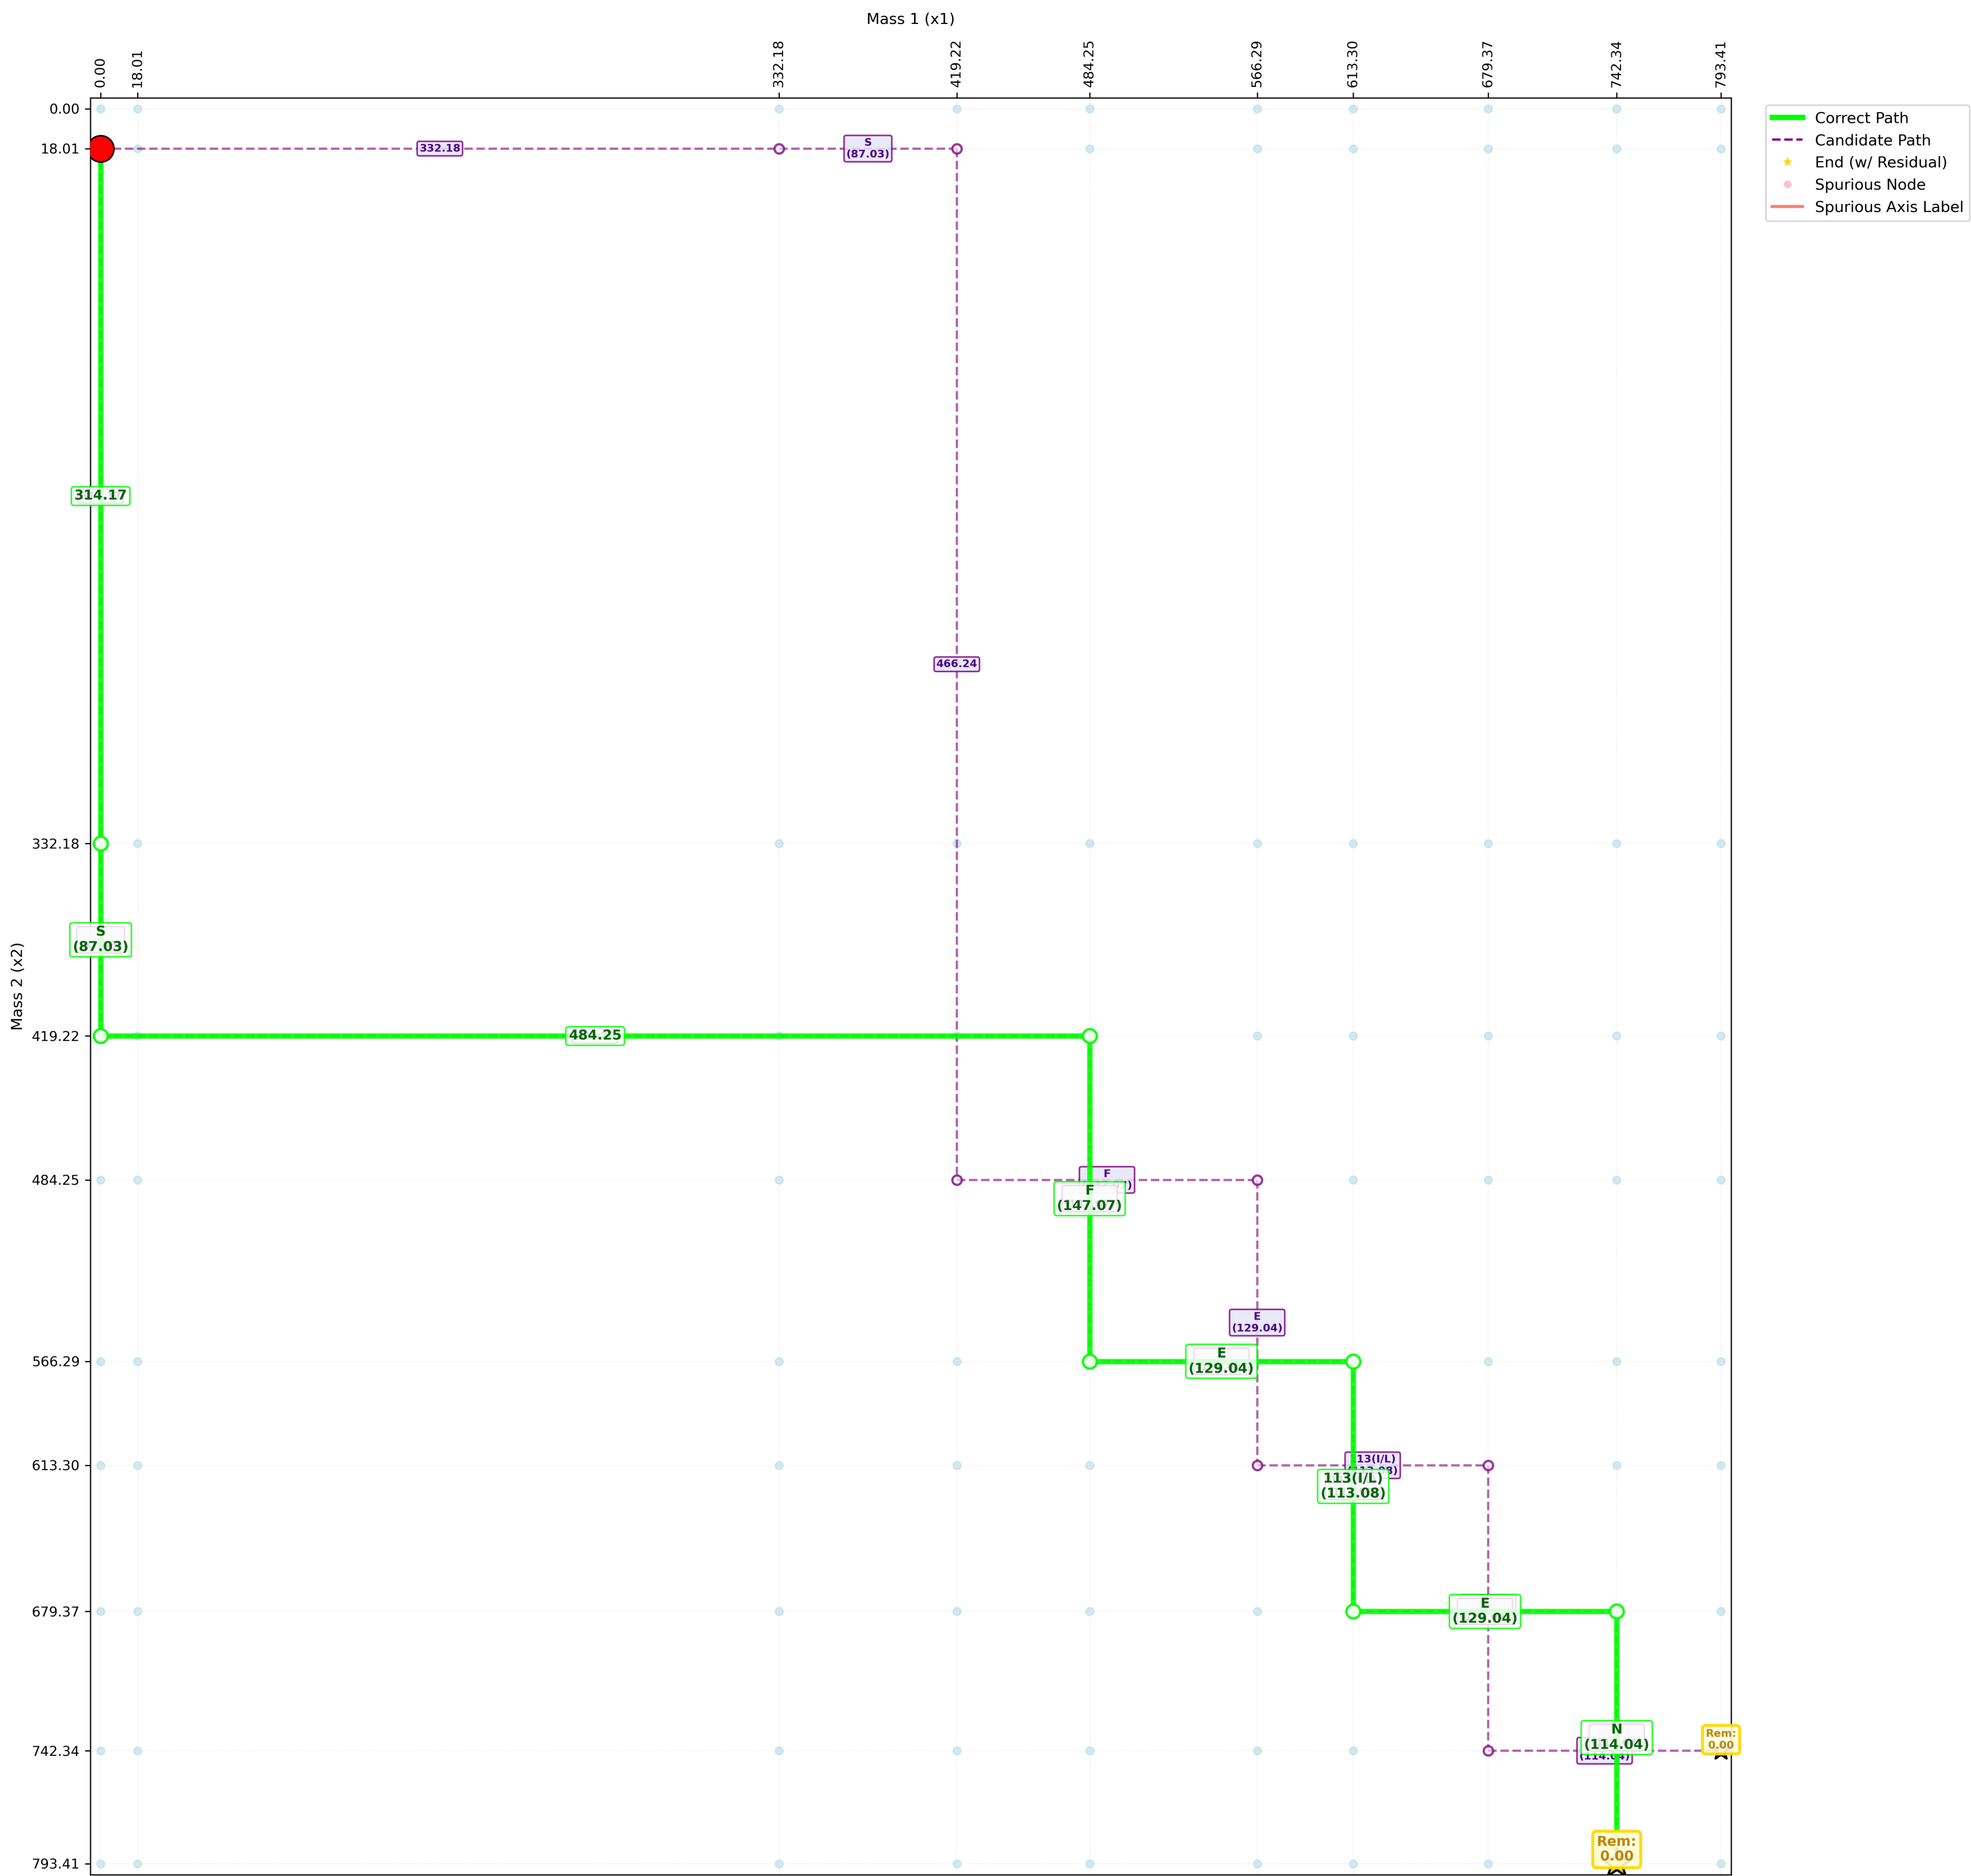 Mass 1 (x1)
0.00
18.01
332.18
419.22
484.25
566.29
613.30
679.37
742.34
793.41
Correct Path
Candidate Path
End (w/ Residual)
Spurious Node
Spurious Axis Label
Mass 2 (x2)
0.00
18.01
332.18
419.22
484.25
566.29
613.30
679.37
742.34
793.41
332.18
S
(87.03)
314.17
466.24
S
(87.03)
484.25
F
F
(147.07)
E
(129.04)
E
(129.04)
113(I/L)
113(I/L)
(113.08)
E
(129.04)
N
(114.04)
Rem:
0.00
Rem:
0.00